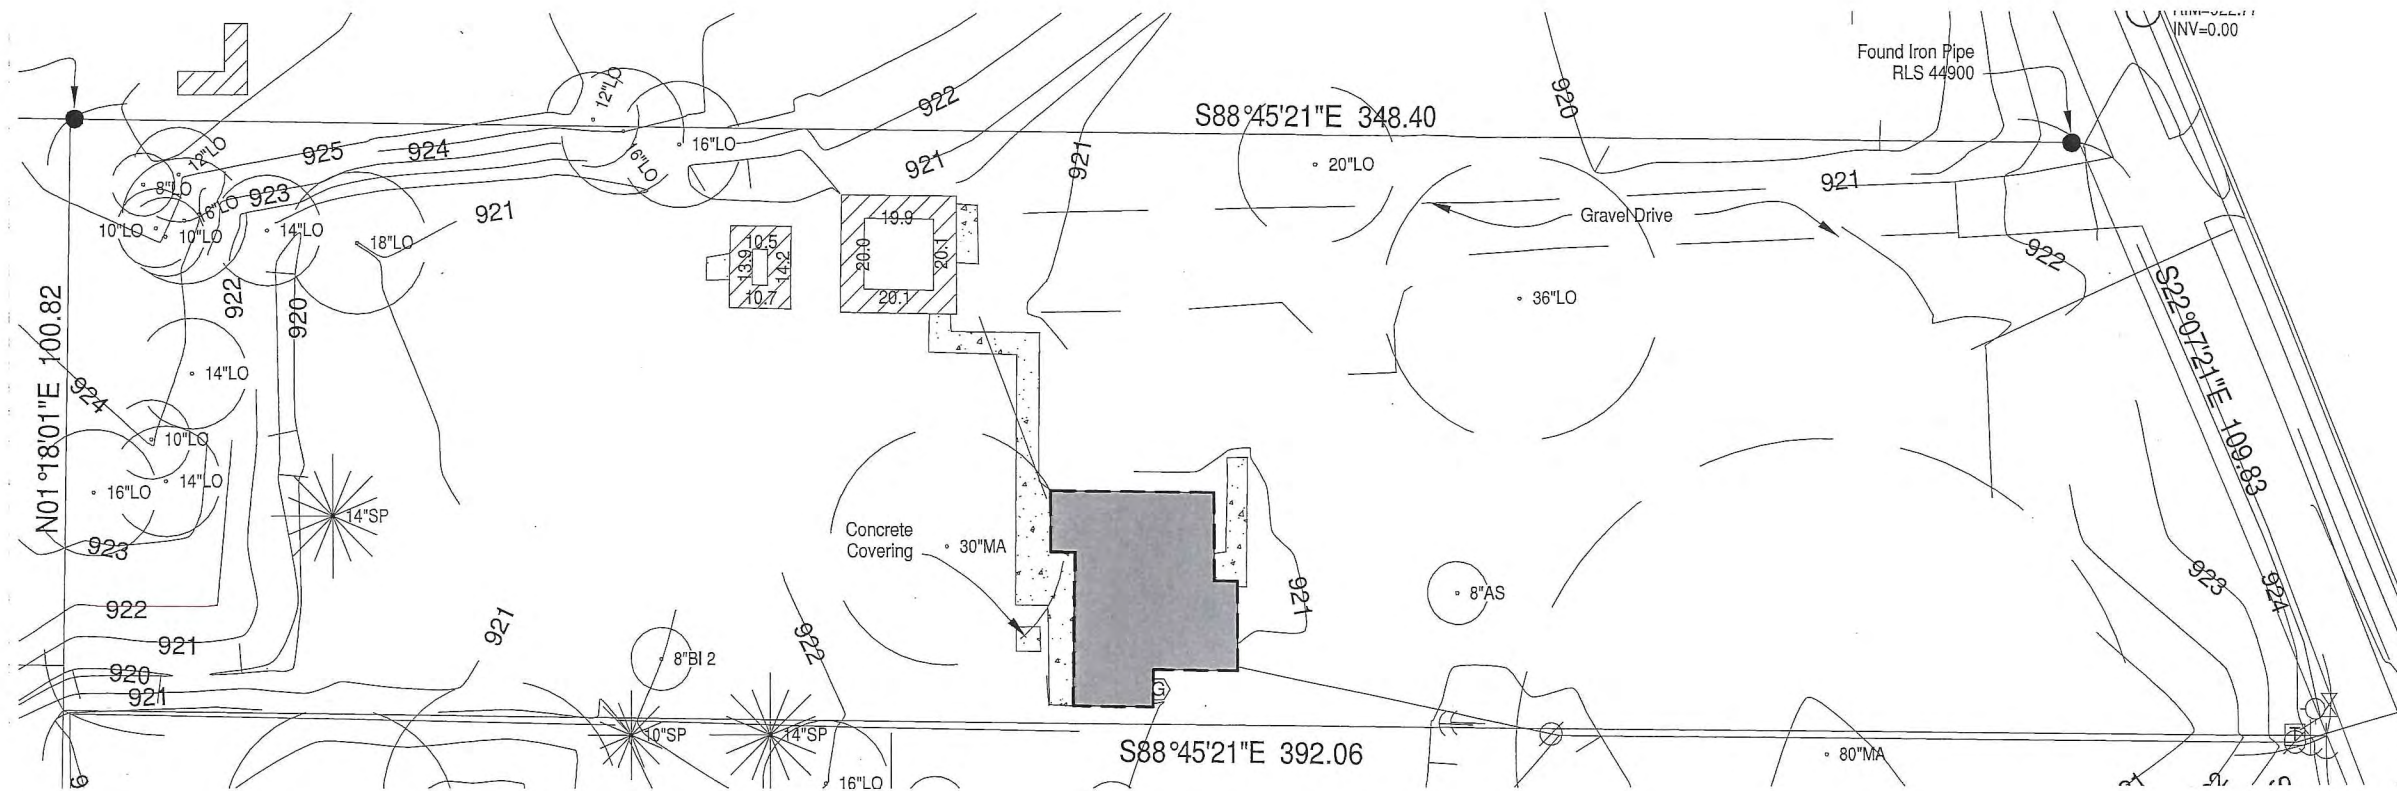 INV=0.00
Found Iron Pipe
RLS 44900
S88°45'21"E 348.40
920
922
921
921
925
924
923
921
12"LO
16"LO
16"LO
20"LO
12"LO
8"LO
16"LO
10"LO
10"LO
14"LO
18"LO
921
Gravel Drive
922
36"LO
19.9
20.0
20.1
20.1
10.5
13.9
14.2
10.7
922
920
N01°18'01"E 100.82
S22°07'21"E 109.83
924
14"LO
10"LO
14"LO
16"LO
14"SP
923
922
921
920
921
921
922
Concrete
Covering
30"MA
8"BI 2
921
8"AS
923
924
G
10"SP
14"SP
16"LO
S88°45'21"E 392.06
80"MA